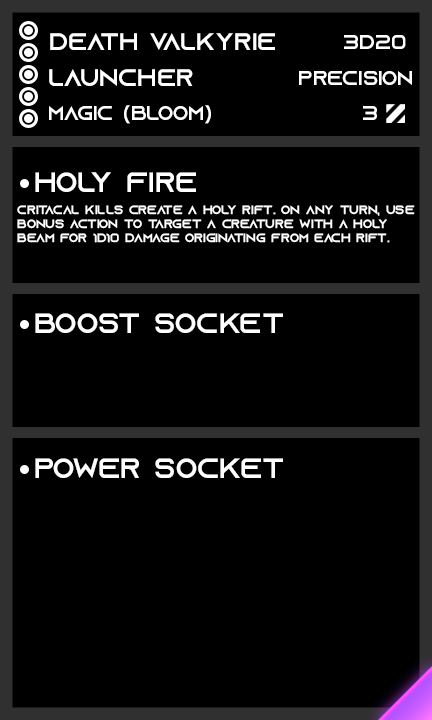 DEATH VALKYRIE 3D20
LAUNCHER PRECISION
MAGIC (BLOOM) 3
•HOLY FIRE
CRITACAL KILLS CREATE A HOLY RIFT. ON ANY TURN, USE
BONUS ACTION TO TARGET A CREATURE WITH A HOLY
BEAM FOR 1D10 DAMAGE ORIGINATING FROM EACH RIFT.
•BOOST SOCKET
•POWER SOCKET